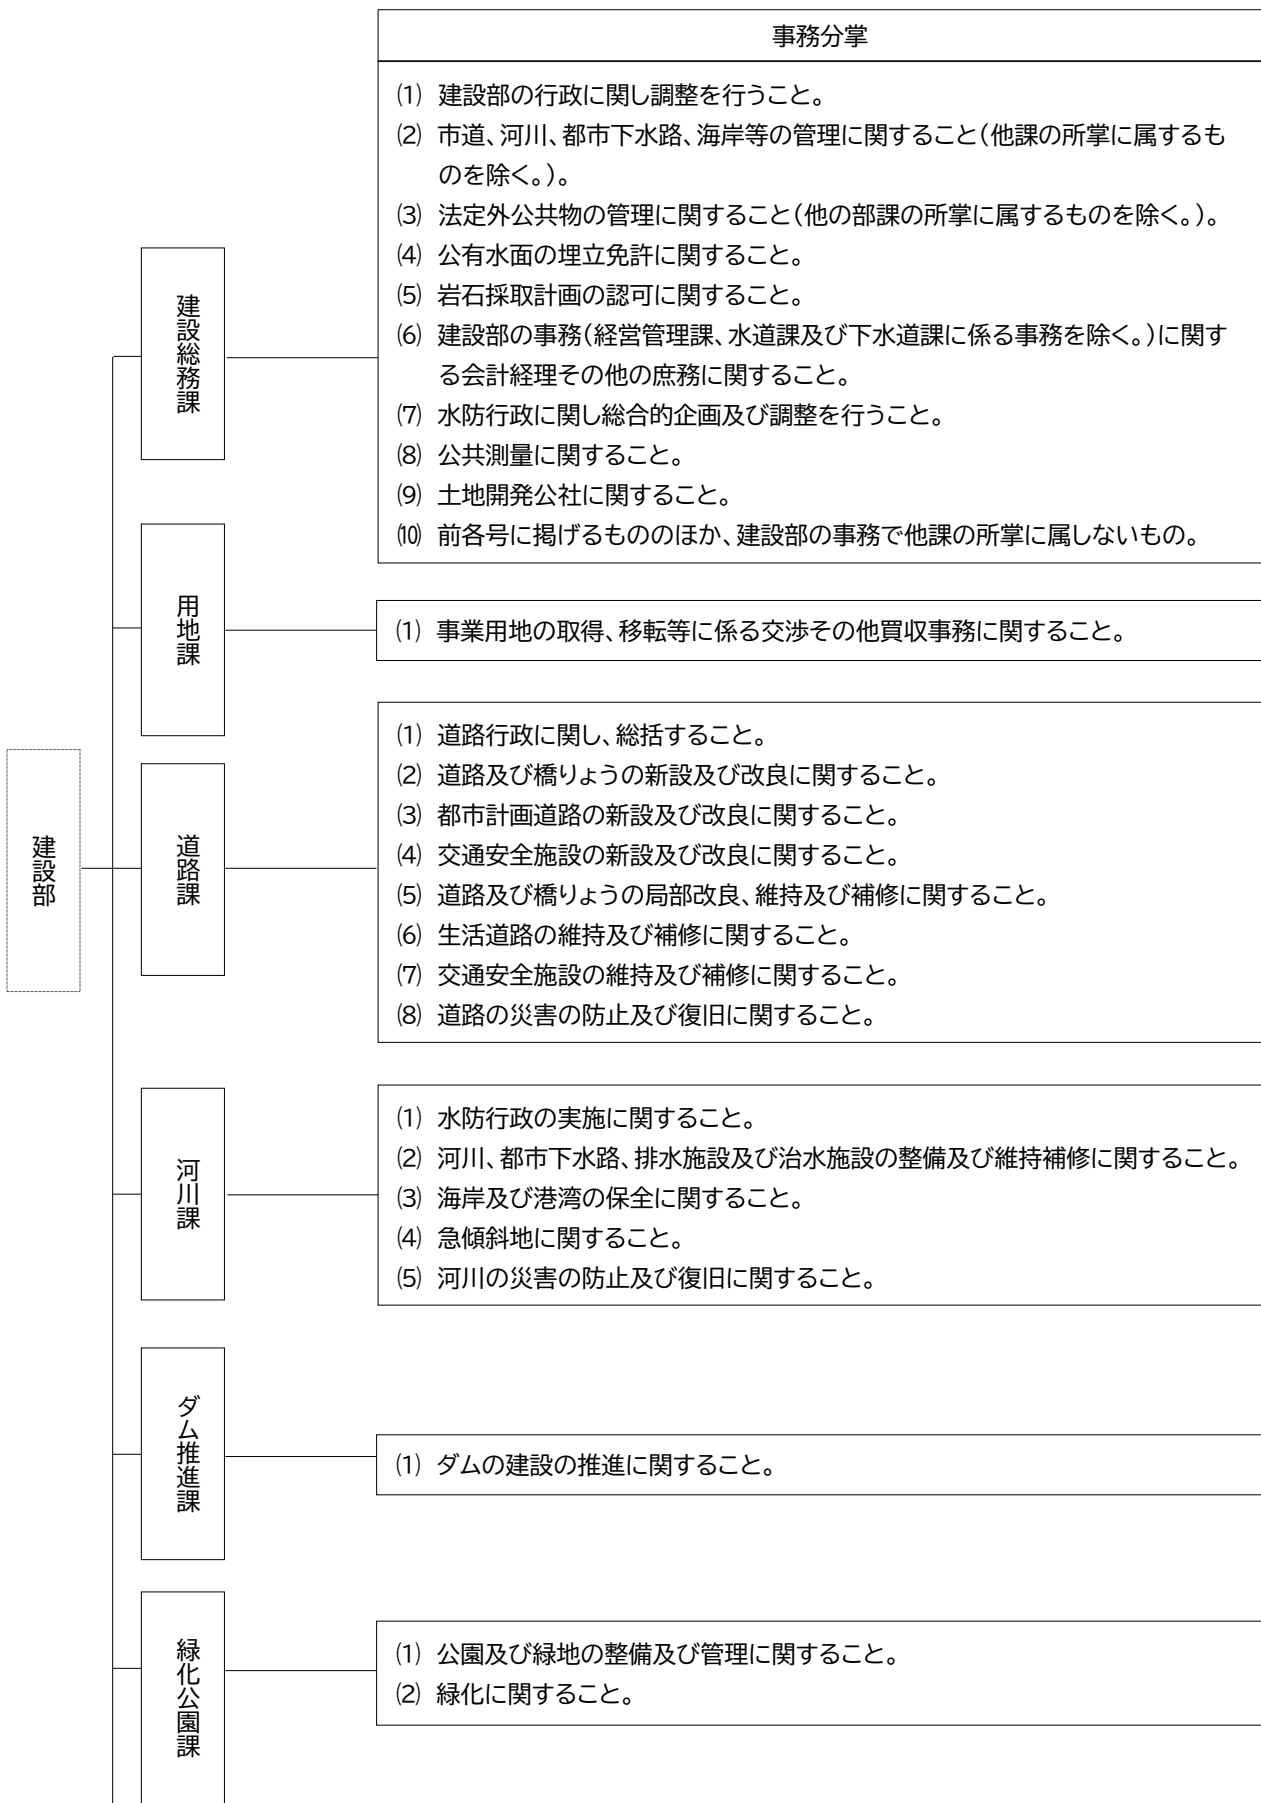 事務分掌
建設部
建設総務課
⑴ 建設部の行政に関し調整を行うこと。
⑵ 市道、河川、都市下水路、海岸等の管理に関すること（他課の所掌に属するも
のを除く。）。
⑶ 法定外公共物の管理に関すること（他の部課の所掌に属するものを除く。）。
⑷ 公有水面の埋立免許に関すること。
⑸ 岩石採取計画の認可に関すること。
⑹ 建設部の事務（経営管理課、水道課及び下水道課に係る事務を除く。）に関す
る会計経理その他の庶務に関すること。
⑺ 水防行政に関し総合的企画及び調整を行うこと。
⑻ 公共測量に関すること。
⑼ 土地開発公社に関すること。
⑽ 前各号に掲げるもののほか、建設部の事務で他課の所掌に属しないもの。
用地課
⑴ 事業用地の取得、移転等に係る交渉その他買収事務に関すること。
道路課
⑴ 道路行政に関し、総括すること。
⑵ 道路及び橋りょうの新設及び改良に関すること。
⑶ 都市計画道路の新設及び改良に関すること。
⑷ 交通安全施設の新設及び改良に関すること。
⑸ 道路及び橋りょうの局部改良、維持及び補修に関すること。
⑹ 生活道路の維持及び補修に関すること。
⑺ 交通安全施設の維持及び補修に関すること。
⑻ 道路の災害の防止及び復旧に関すること。
河川課
⑴ 水防行政の実施に関すること。
⑵ 河川、都市下水路、排水施設及び治水施設の整備及び維持補修に関すること。
⑶ 海岸及び港湾の保全に関すること。
⑷ 急傾斜地に関すること。
⑸ 河川の災害の防止及び復旧に関すること。
ダム推進課
⑴ ダムの建設の推進に関すること。
緑化公園課
⑴ 公園及び緑地の整備及び管理に関すること。
⑵ 緑化に関すること。